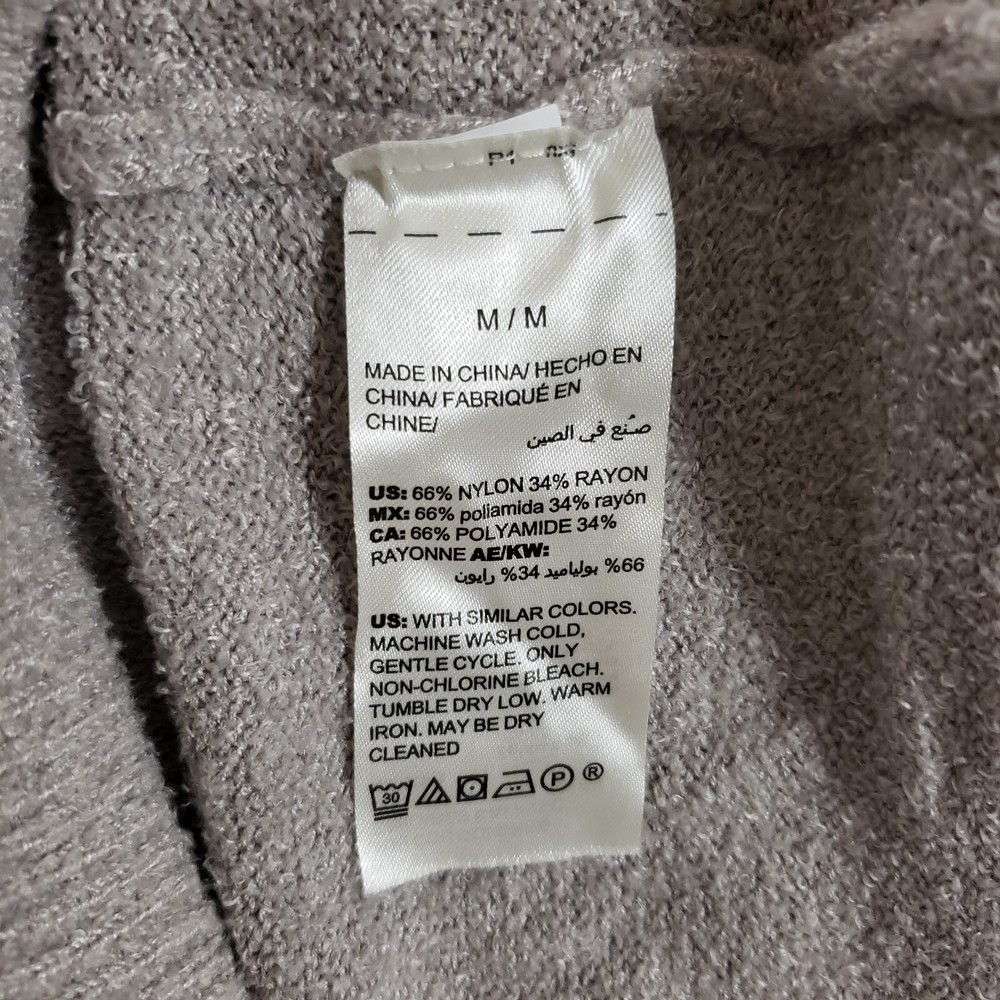 P1
M / M
MADE IN CHINA/ HECHO EN
CHINA/ FABRIQUÉ EN
CHINE/
صُنع في الصين
US: 66% NYLON 34% RAYON
MX: 66% poliamida 34% rayón
CA: 66% POLYAMIDE 34%
RAYONNE AE/KW:
66% بولياميد 34% رايون
US: WITH SIMILAR COLORS.
MACHINE WASH COLD,
GENTLE CYCLE. ONLY
NON-CHLORINE BLEACH.
TUMBLE DRY LOW. WARM
IRON. MAY BE DRY
CLEANED
30 P ®